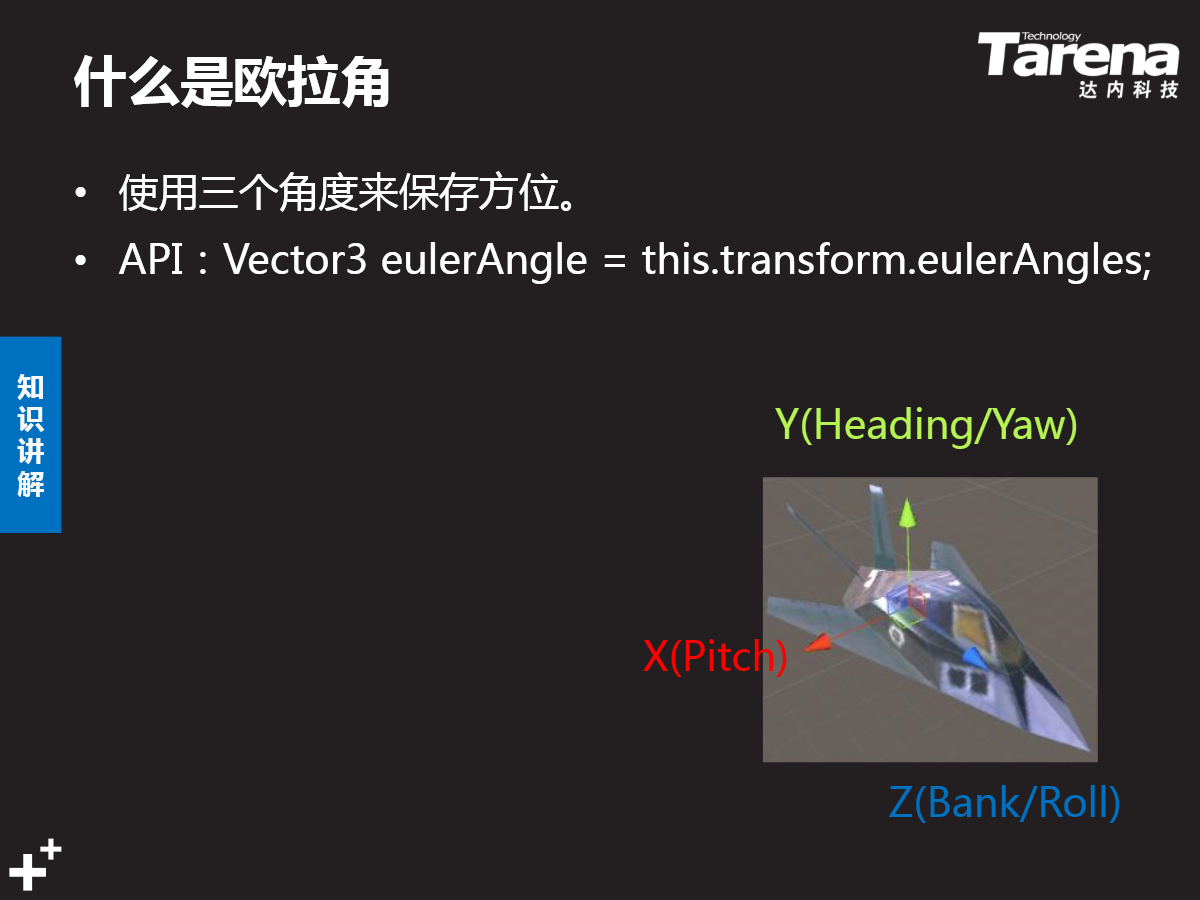 什么是欧拉角
Technology
Tarena
达内科技
• 使用三个角度来保存方位。
• API：Vector3 eulerAngle = this.transform.eulerAngles;
知识讲解
Y(Heading/Yaw)
X(Pitch)
Z(Bank/Roll)